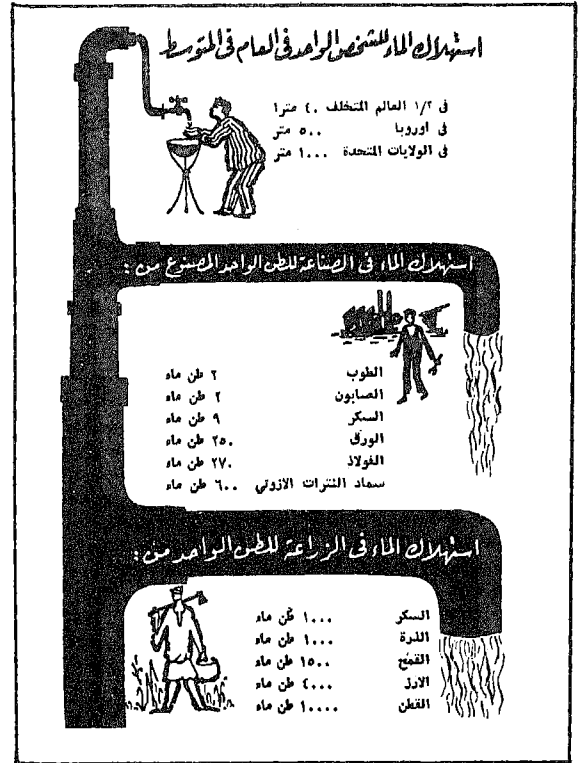 استهلاك الماء للشخص الواحد في العام في المتوسط
في ١/٢ العالم المتخلف ٤٠ مترا
في اوروبا ٥٠٠ متر
في الولايات المتحدة ١٠٠٠ متر
استهلاك الماء في الصناعة للطن الواحد المصنوع من :
الطوب ٢ طن ماء
الصابون ٢ طن ماء
السكر ٩ طن ماء
الورق ٢٥٠ طن ماء
الفولاذ ٢٧٠ طن ماء
سماد النترات الازوتي ٦٠٠ طن ماء
استهلاك الماء في الزراعة للطن الواحد من :
السكر ١٠٠٠ طن ماء
الذرة ١٠٠٠ طن ماء
القمح ١٥٠٠ طن ماء
الارز ٤٠٠٠ طن ماء
القطن ١٠٠٠٠ طن ماء